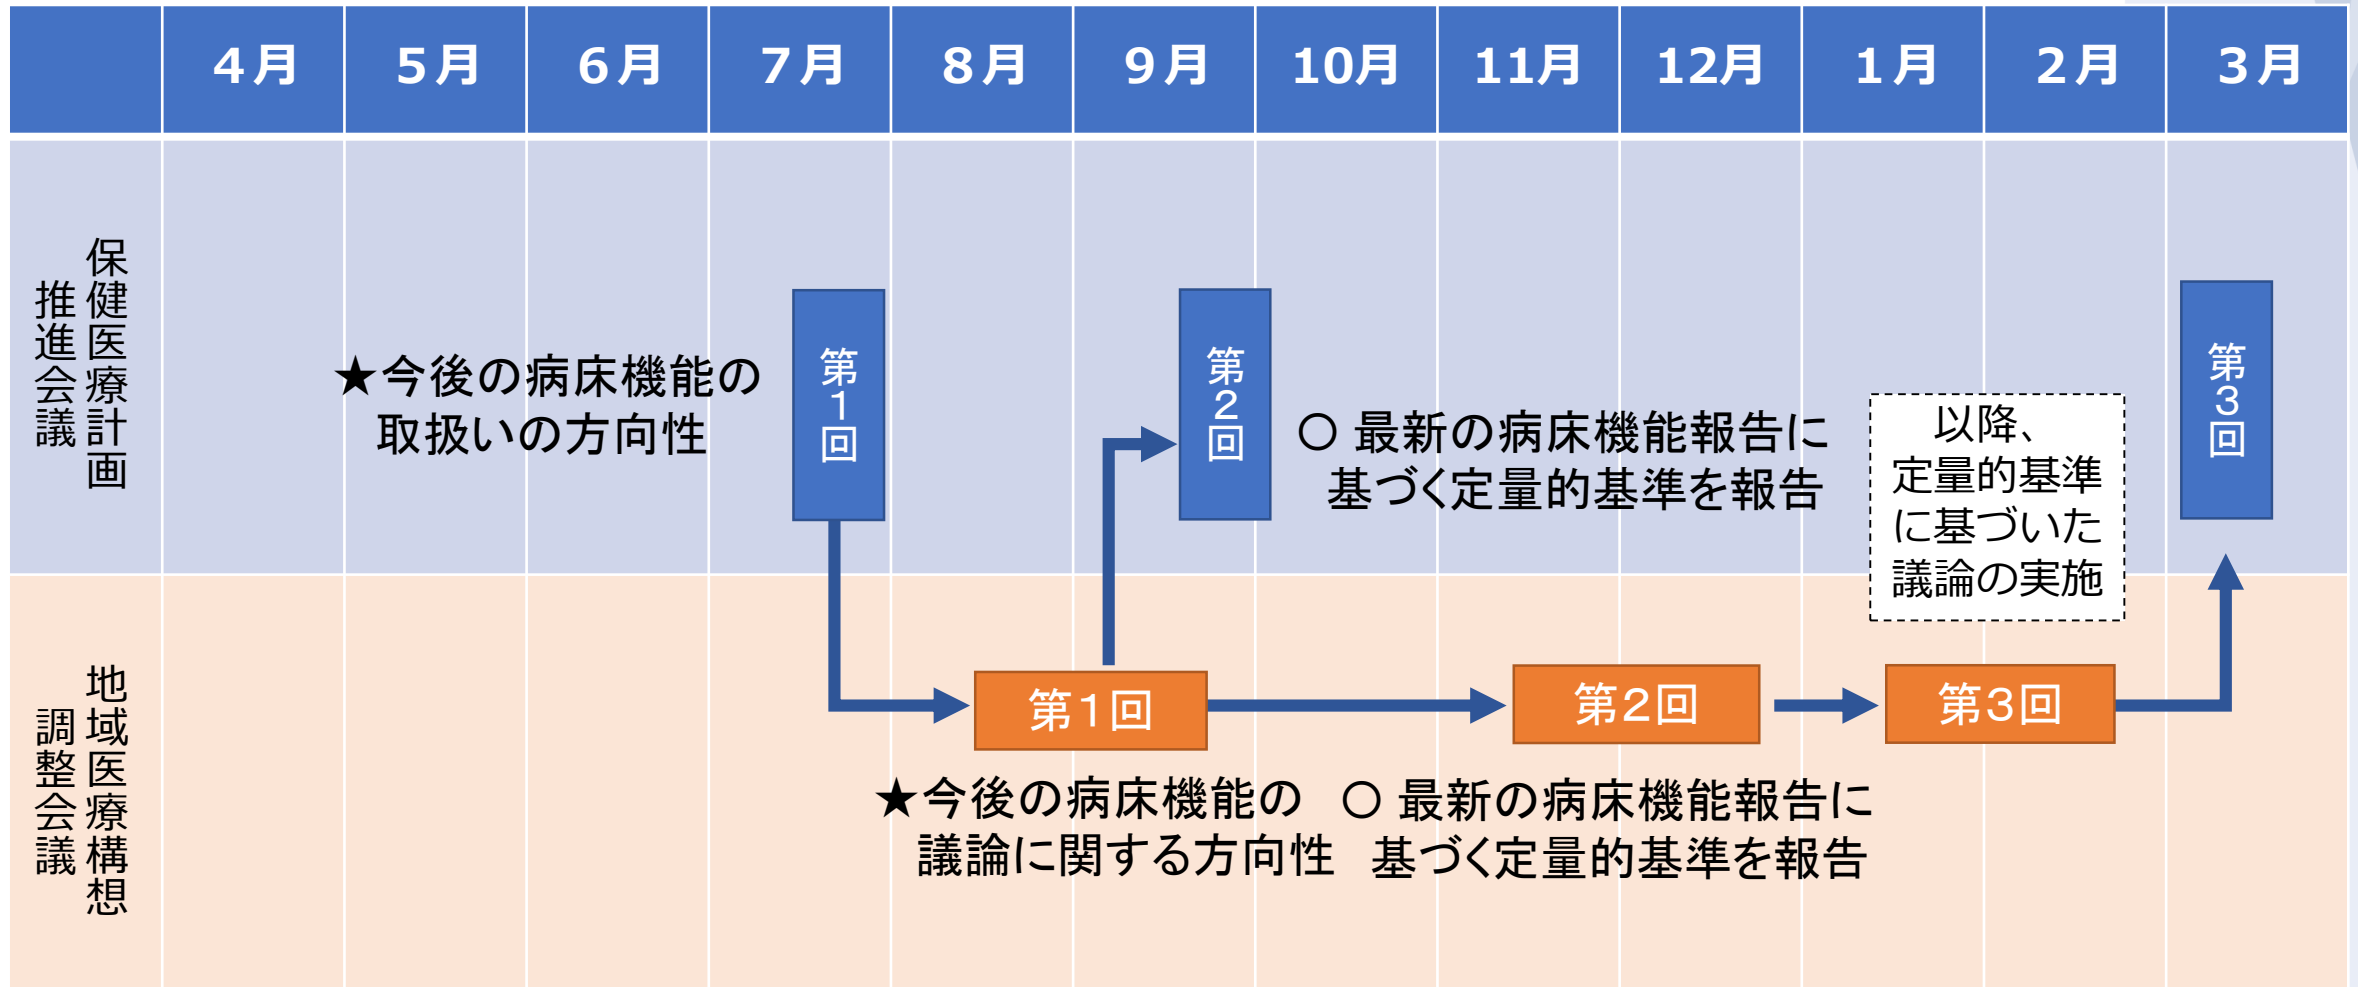 ４月
５月
６月
７月
８月
９月
10月
11月
12月
１月
２月
３月
保健医療計画
推進会議
★今後の病床機能の
取扱いの方向性
第１回
第２回
○ 最新の病床機能報告に
基づく定量的基準を報告
以降、
定量的基準
に基づいた
議論の実施
第３回
地域医療構想
調整会議
第１回
第２回
第３回
★今後の病床機能の
議論に関する方向性
○ 最新の病床機能報告に
基づく定量的基準を報告